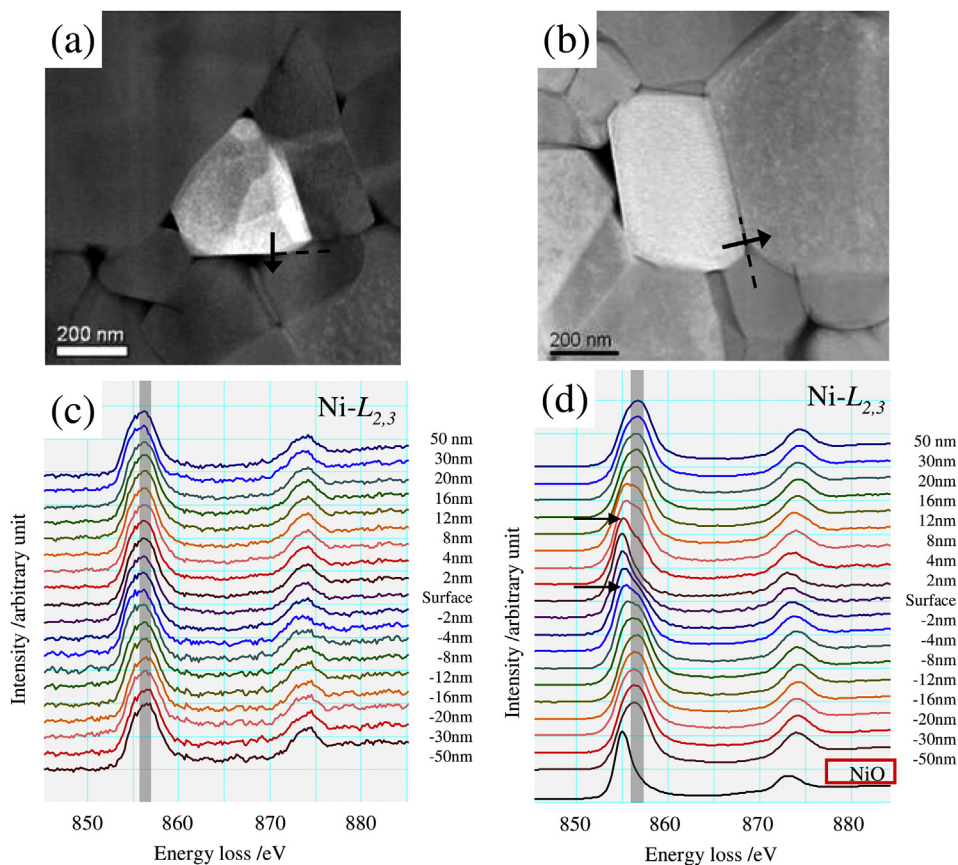 (a)
200 nm
(b)
200 nm
(c)
Ni-L2,3
50 nm
30nm
20nm
16nm
12nm
8nm
4nm
2nm
Surface
-2nm
-4nm
-8nm
-12nm
-16nm
-20nm
-30nm
-50nm
Intensity /arbitrary unit
850 860 870 880
Energy loss /eV
(d)
Ni-L2,3
50 nm
30nm
20nm
16nm
12nm
8nm
4nm
2nm
Surface
-2nm
-4nm
-8nm
-12nm
-16nm
-20nm
-30nm
-50nm
NiO
Intensity /arbitrary unit
850 860 870 880
Energy loss /eV